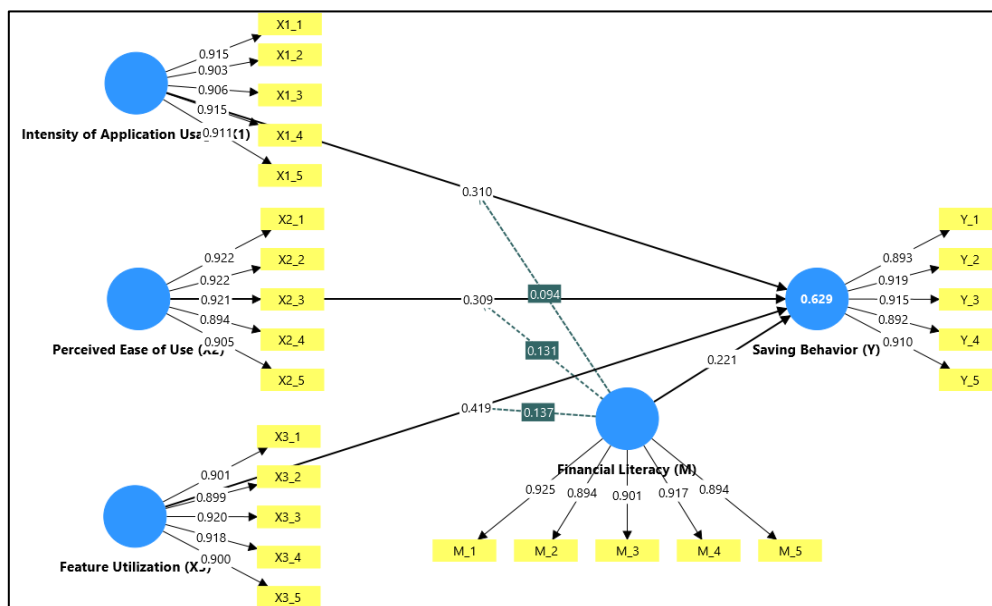 X1_1
0.915
X1_2
0.903
0.906
X1_3
0.915
Intensity of Application
0.911
X1_4
X1_5
0.310
X2_1
0.922
X2_2
0.922
0.921
X2_3
0.309
0.894
X2_4
Perceived Ease of Use (X2)
0.905
X2_5
0.094
0.131
0.419
0.137
0.221
Y_1
0.893
Y_2
0.919
0.629
0.915
Y_3
0.892
Y_4
Saving Behavior (Y)
0.910
Y_5
X3_1
0.901
X3_2
0.899
0.920
X3_3
0.918
X3_4
Feature Utilization (X3)
0.900
X3_5
Financial Literacy (M)
0.925
0.894
0.901
0.917
0.894
M_1
M_2
M_3
M_4
M_5